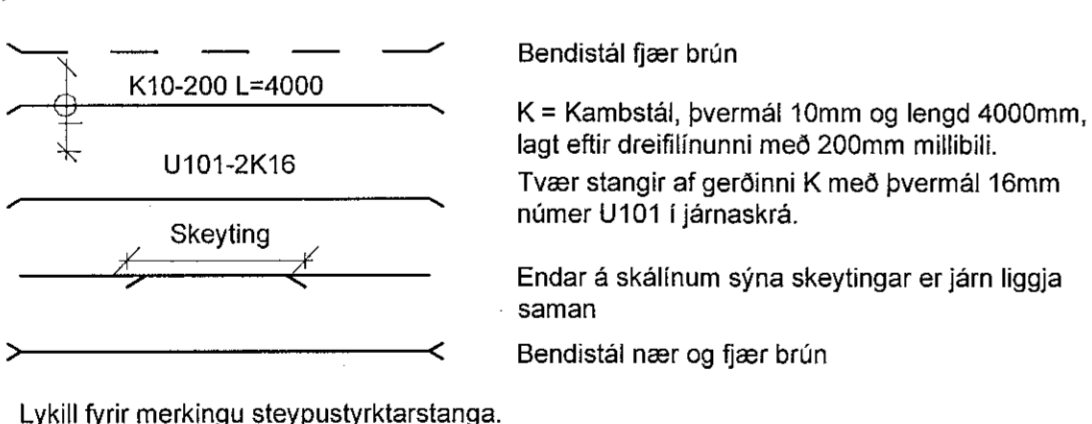 Bendistál fjær brún
K10-200 L=4000
K = Kambstál, þvermál 10mm og lengd 4000mm,
lagt eftir dreifilínunni með 200mm millibili.
U101-2K16
Tvær stangir af gerðinni K með þvermál 16mm
númer U101 í járnaskrá.
Skeyting
Endar á skálínum sýna skeytingar er járn liggja
saman
Bendistál nær og fjær brún
Lykill fyrir merkingu steypustyrktarstanga.